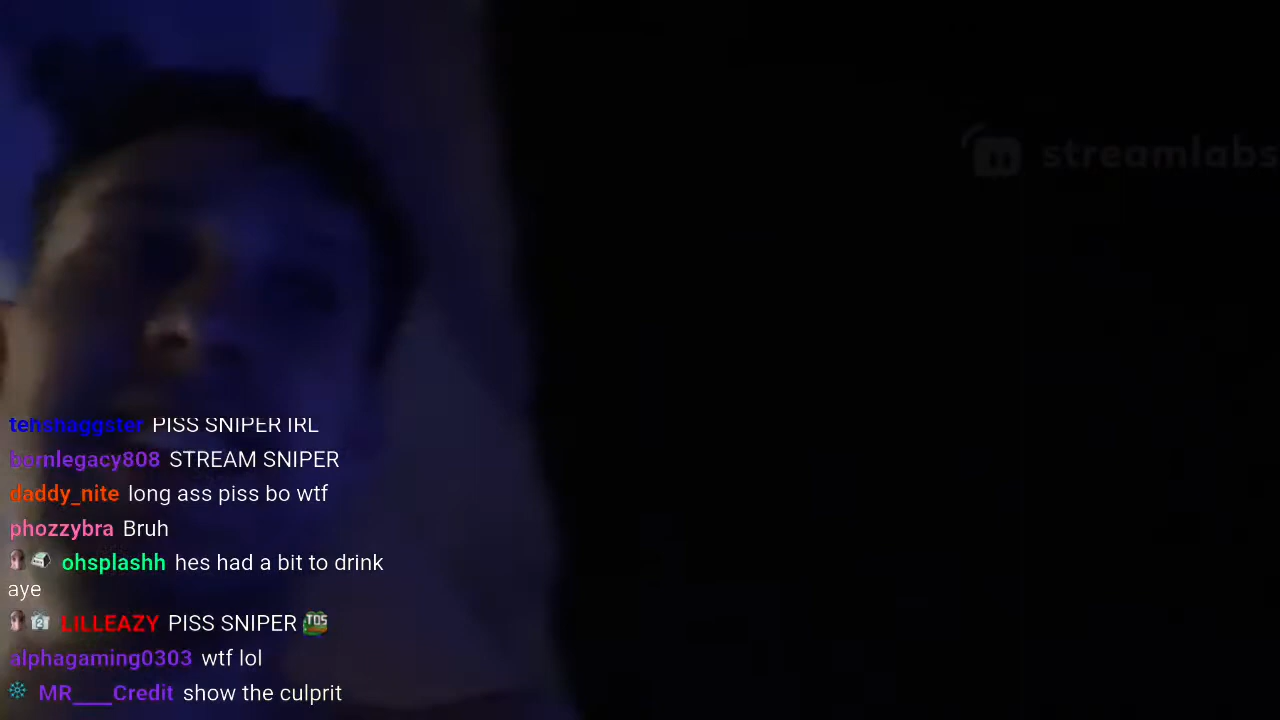 streamlabs
tehshaggster PISS SNIPER IRL
bornlegacy808 STREAM SNIPER
daddy_nite long ass piss bo wtf
phozzybra Bruh
ohsplashh hes had a bit to drink
aye
LILLEAZY PISS SNIPER TOS
alphagaming0303 wtf lol
MR___Credit show the culprit